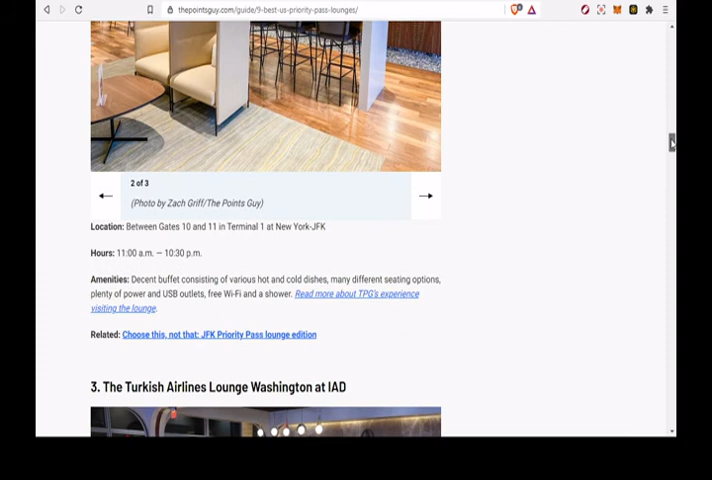 thepointsguy.com/guide/9-best-us-priority-pass-lounges/
2 of 3
(Photo by Zach Griff/The Points Guy)
Location: Between Gates 10 and 11 in Terminal 1 at New York-JFK
Hours: 11:00 a.m. — 10:30 p.m.
Amenities: Decent buffet consisting of various hot and cold dishes, many different seating options,
plenty of power and USB outlets, free Wi-Fi and a shower. Read more about TPG's experience
visiting the lounge.
Related: Choose this, not that: JFK Priority Pass lounge edition
3. The Turkish Airlines Lounge Washington at IAD